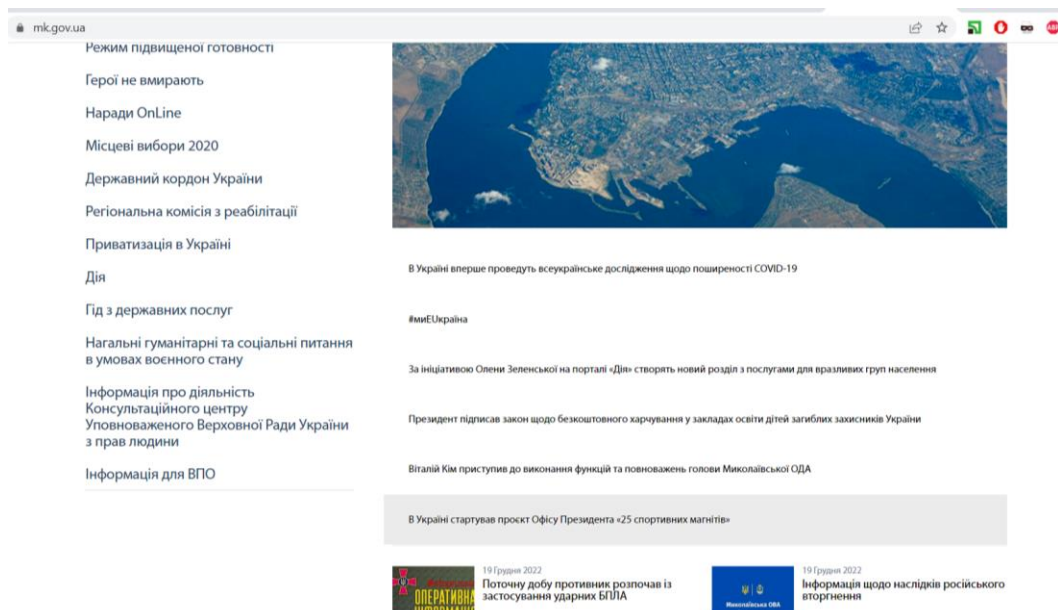 mk.gov.ua
Режим підвищеної готовності
Герої не вмирають
Наради OnLine
Місцеві вибори 2020
Державний кордон України
Регіональна комісія з реабілітації
Приватизація в Україні
Дія
Гід з державних послуг
Нагальні гуманітарні та соціальні питання
в умовах воєнного стану
Інформація про діяльність
Консультаційного центру
Уповноваженого Верховної Ради України
з прав людини
Інформація для ВПО
В Україні вперше проведуть всеукраїнське дослідження щодо поширеності COVID-19
#миEUкраїна
За ініціативою Олени Зеленської на порталі «Дія» створять новий розділ з послугами для вразливих груп населення
Президент підписав закон щодо безкоштовного харчування у закладах освіти дітей загиблих захисників України
Віталій Кім приступив до виконання функцій та повноважень голови Миколаївської ОДА
В Україні стартував проєкт Офісу Президента «25 спортивних магнітів»
ОПЕРАТИВНА
19 Грудня 2022
Поточну добу противник розпочав із
застосування ударних БПЛА
Миколаївська ОВА
19 Грудня 2022
Інформація щодо наслідків російського
вторгнення